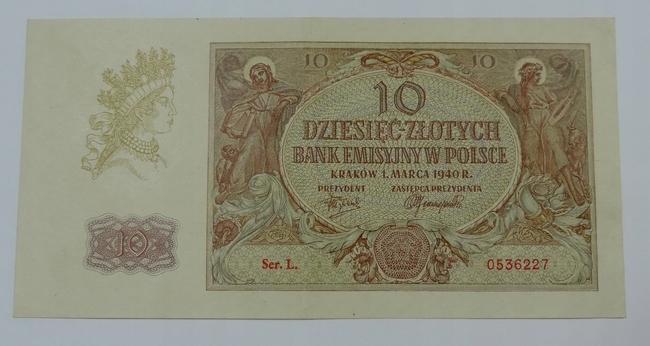 10 10
10
DZIESIĘĆ·ZŁOTYCH
BANK EMISYJNY W POLSCE
KRAKÓW 1. MARCA 1940 R.
PREZYDENT ZASTĘPCA PREZYDENTA
Ser. L. 0536227
10